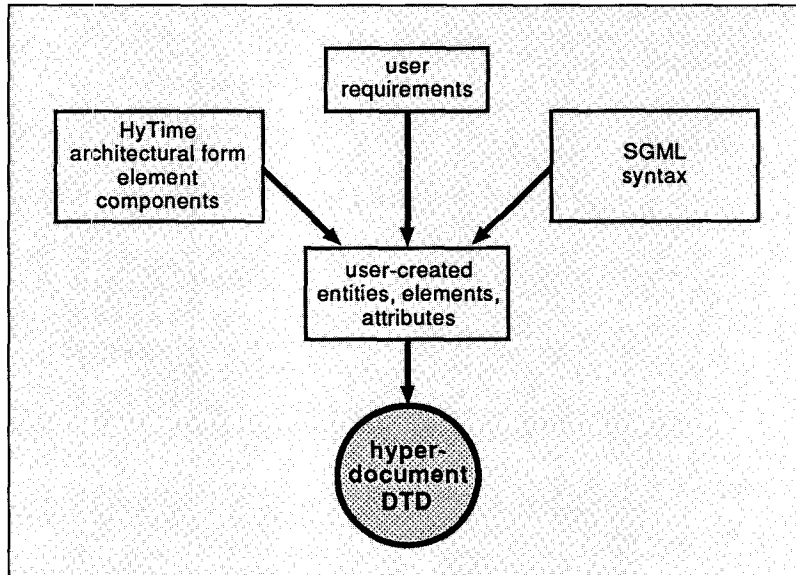 user
requirements
HyTime
architectural form
element
components
SGML
syntax
user-created
entities, elements,
attributes
hyper-
document
DTD